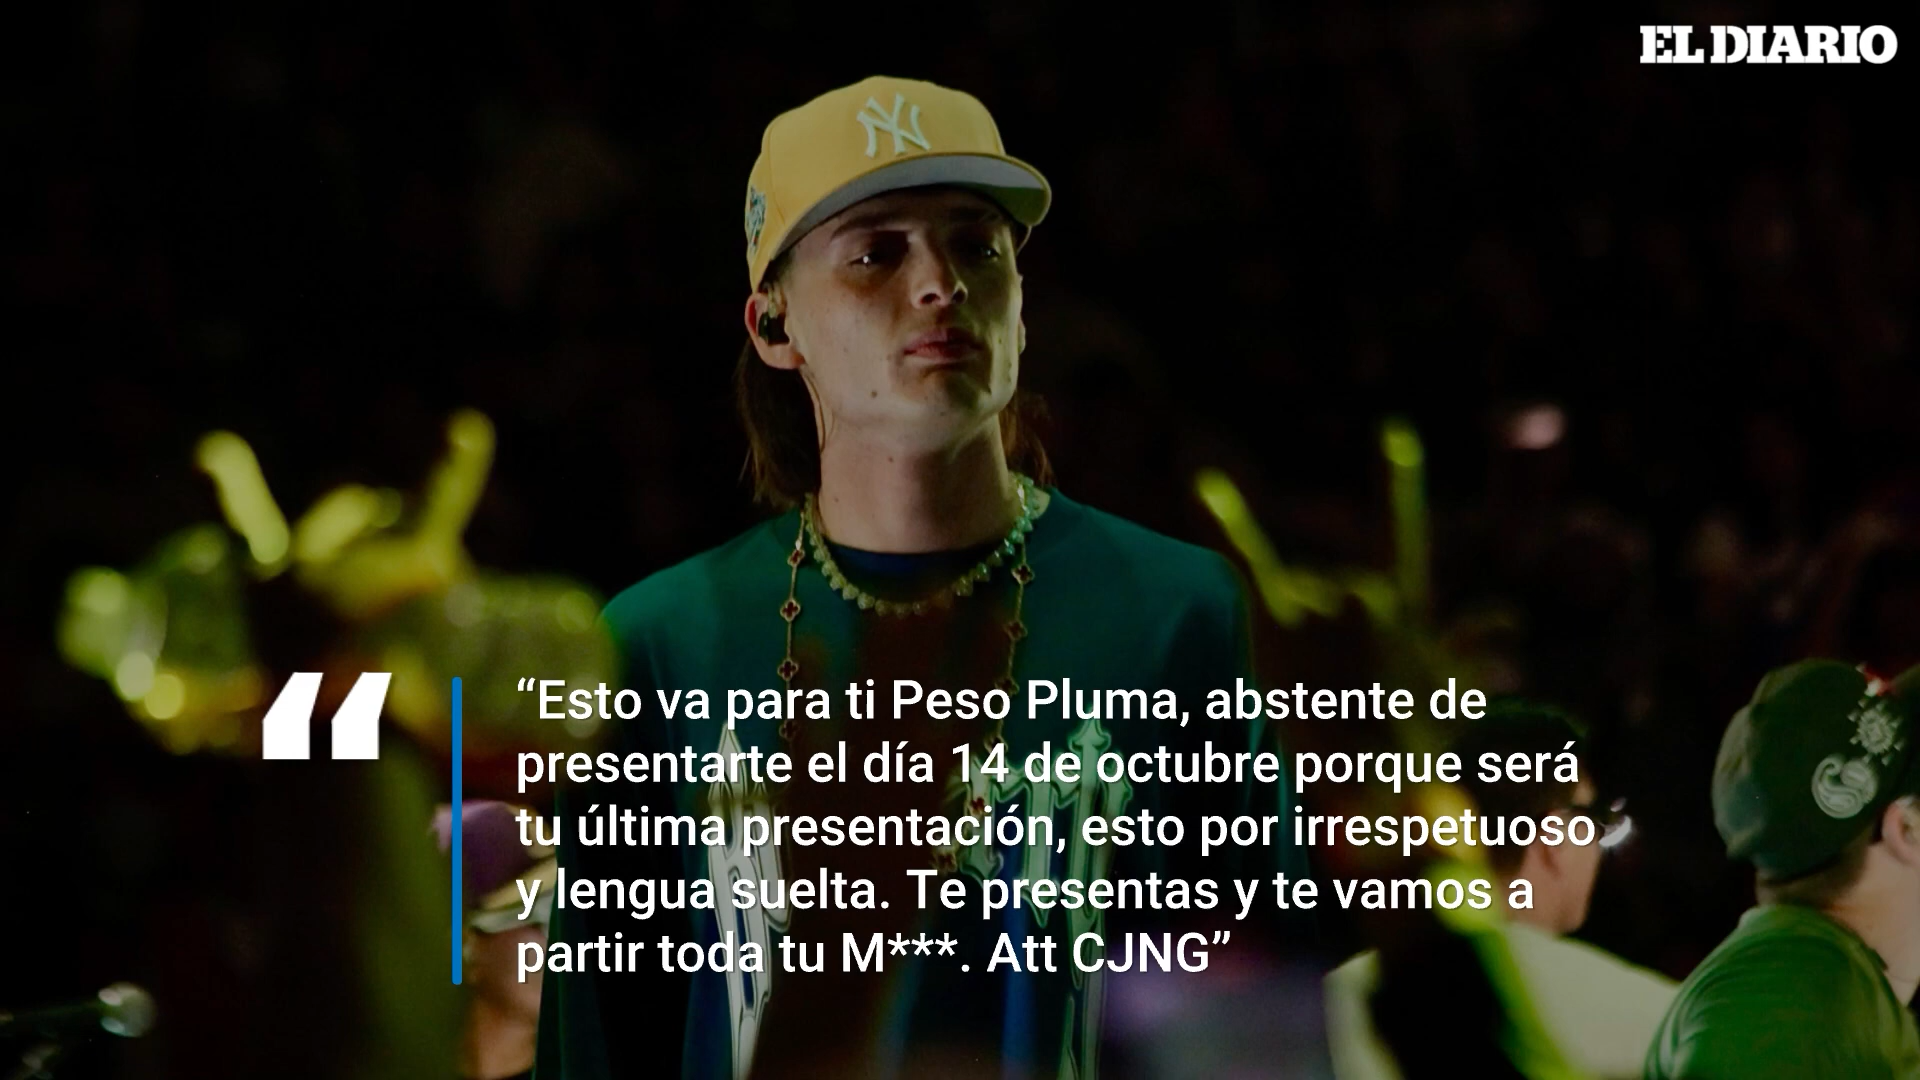 EL DIARIO
NY
“Esto va para ti Peso Pluma, abstente de
presentarte el día 14 de octubre porque será
tu última presentación, esto por irrespetuoso
y lengua suelta. Te presentas y te vamos a
partir toda tu M***. Att CJNG”